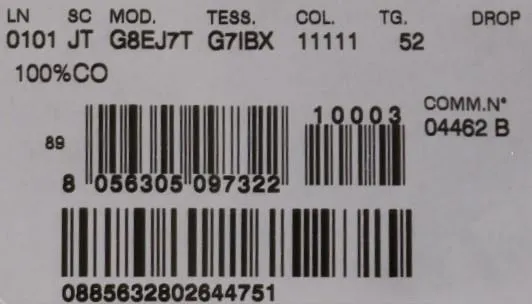 LN SC MOD. TESS. COL. TG. DROP
0101 JT G8EJ7T G7IBX 11111 52
100%CO
10003
COMM.N°
04462 B
89
8 056305 097322
0885632802644751